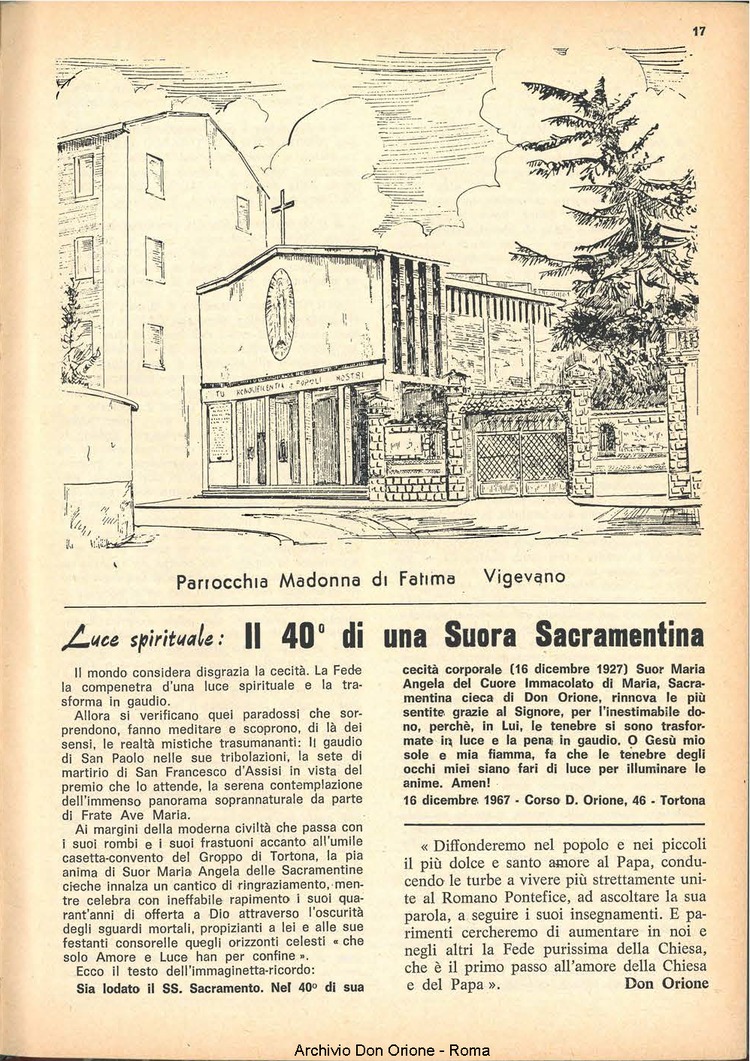 17
TU HONORIFICENTIA POPULI NOSTRI
Parrocchia Madonna di Fatima Vigevano
Luce spirituale: Il 40° di una Suora Sacramentina
Il mondo considera disgrazia la cecità. La Fede
la compenetra d'una luce spirituale e la tra-
sforma in gaudio.
Allora si verificano quei paradossi che sor-
prendono, fanno meditare e scoprono, di là dei
sensi, le realtà mistiche trasumananti: Il gaudio
di San Paolo nelle sue tribolazioni, la sete di
martirio di San Francesco d'Assisi in vista del
premio che lo attende, la serena contemplazione
dell'immenso panorama soprannaturale da parte
di Frate Ave Maria.
Ai margini della moderna civiltà che passa con
i suoi rombi e i suoi frastuoni accanto all'umile
casetta-convento del Groppo di Tortona, la pia
anima di Suor Maria Angela delle Sacramentine
cieche innalza un cantico di ringraziamento, men-
tre celebra con ineffabile rapimento i suoi qua-
rant'anni di offerta a Dio attraverso l'oscurità
degli sguardi mortali, propizianti a lei e alle sue
festanti consorelle quegli orizzonti celesti « che
solo Amore e Luce han per confine ».
Ecco il testo dell'immaginetta-ricordo:
Sia lodato il SS. Sacramento. Nel 40° di sua
cecità corporale (16 dicembre 1927) Suor Maria
Angela del Cuore Immacolato di Maria, Sacra-
mentina cieca di Don Orione, rinnova le più
sentite grazie al Signore, per l'inestimabile do-
no, perchè, in Lui, le tenebre si sono trasfor-
mate in luce e la pena in gaudio. O Gesù mio
sole e mia fiamma, fa che le tenebre degli
occhi miei siano fari di luce per illuminare le
anime. Amen!
16 dicembre 1967 - Corso D. Orione, 46 - Tortona
« Diffonderemo nel popolo e nei piccoli
il più dolce e santo amore al Papa, condu-
cendo le turbe a vivere più strettamente uni-
te al Romano Pontefice, ad ascoltare la sua
parola, a seguire i suoi insegnamenti. E pa-
rimenti cercheremo di aumentare in noi e
negli altri la Fede purissima della Chiesa,
che è il primo passo all'amore della Chiesa
e del Papa ». Don Orione
Archivio Don Orione - Roma